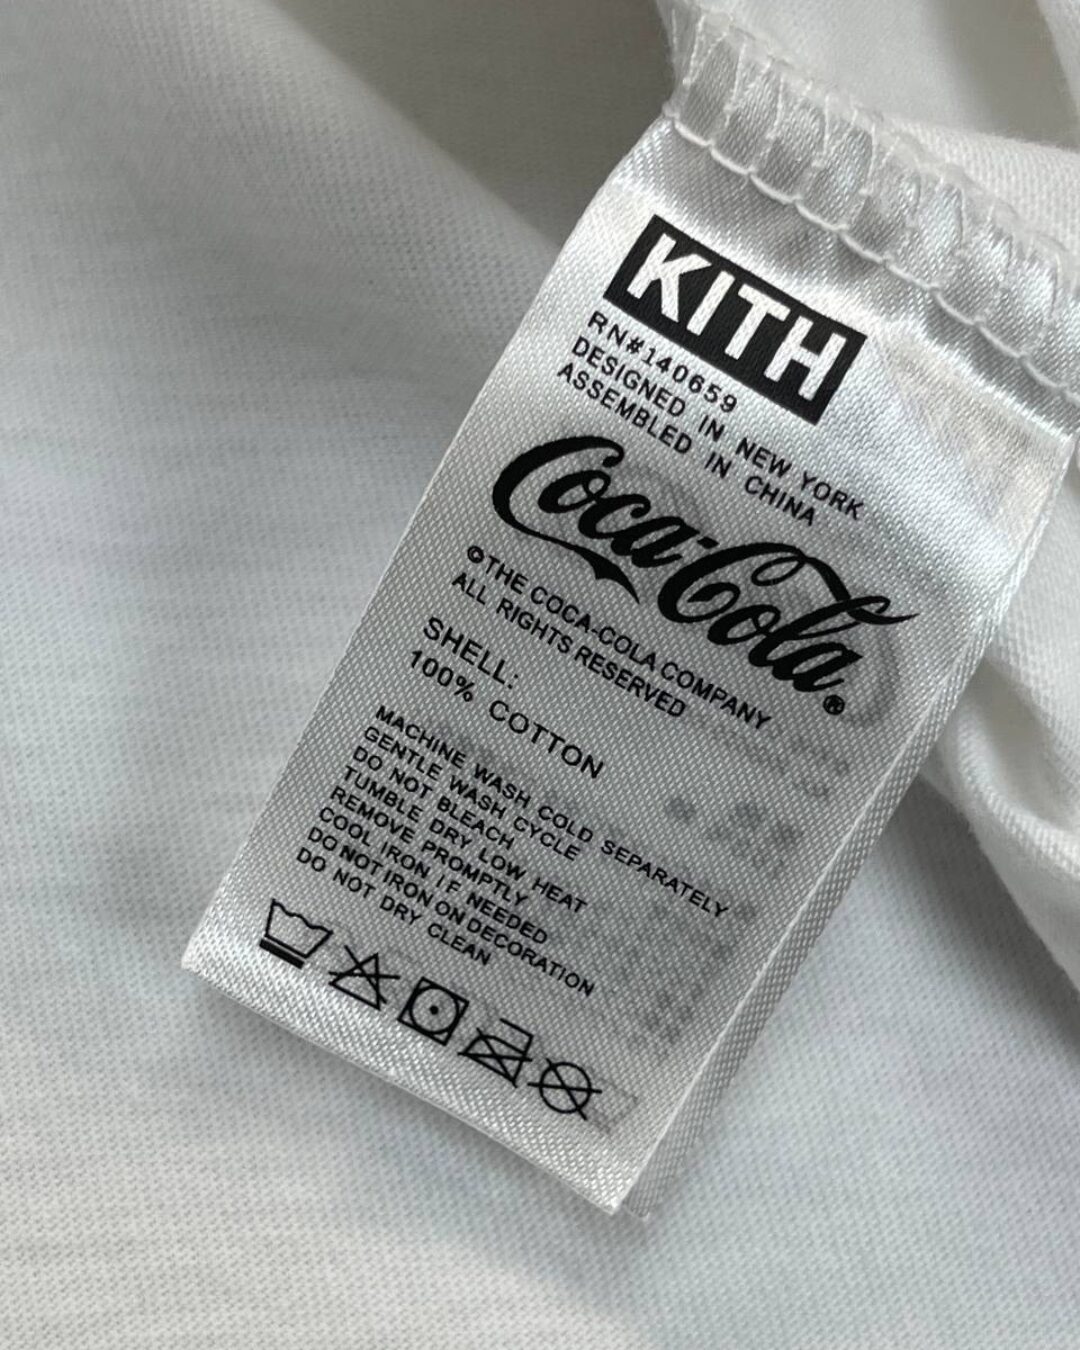 KITH
RN#140659
DESIGNED IN NEW YORK
ASSEMBLED IN CHINA
Coca-Cola®
©THE COCA-COLA COMPANY
ALL RIGHTS RESERVED
SHELL:
100% COTTON
MACHINE WASH COLD SEPARATELY
GENTLE WASH CYCLE
DO NOT BLEACH
TUMBLE DRY LOW HEAT
REMOVE PROMPTLY
COOL IRON IF NEEDED
DO NOT IRON ON DECORATION
DO NOT DRY CLEAN